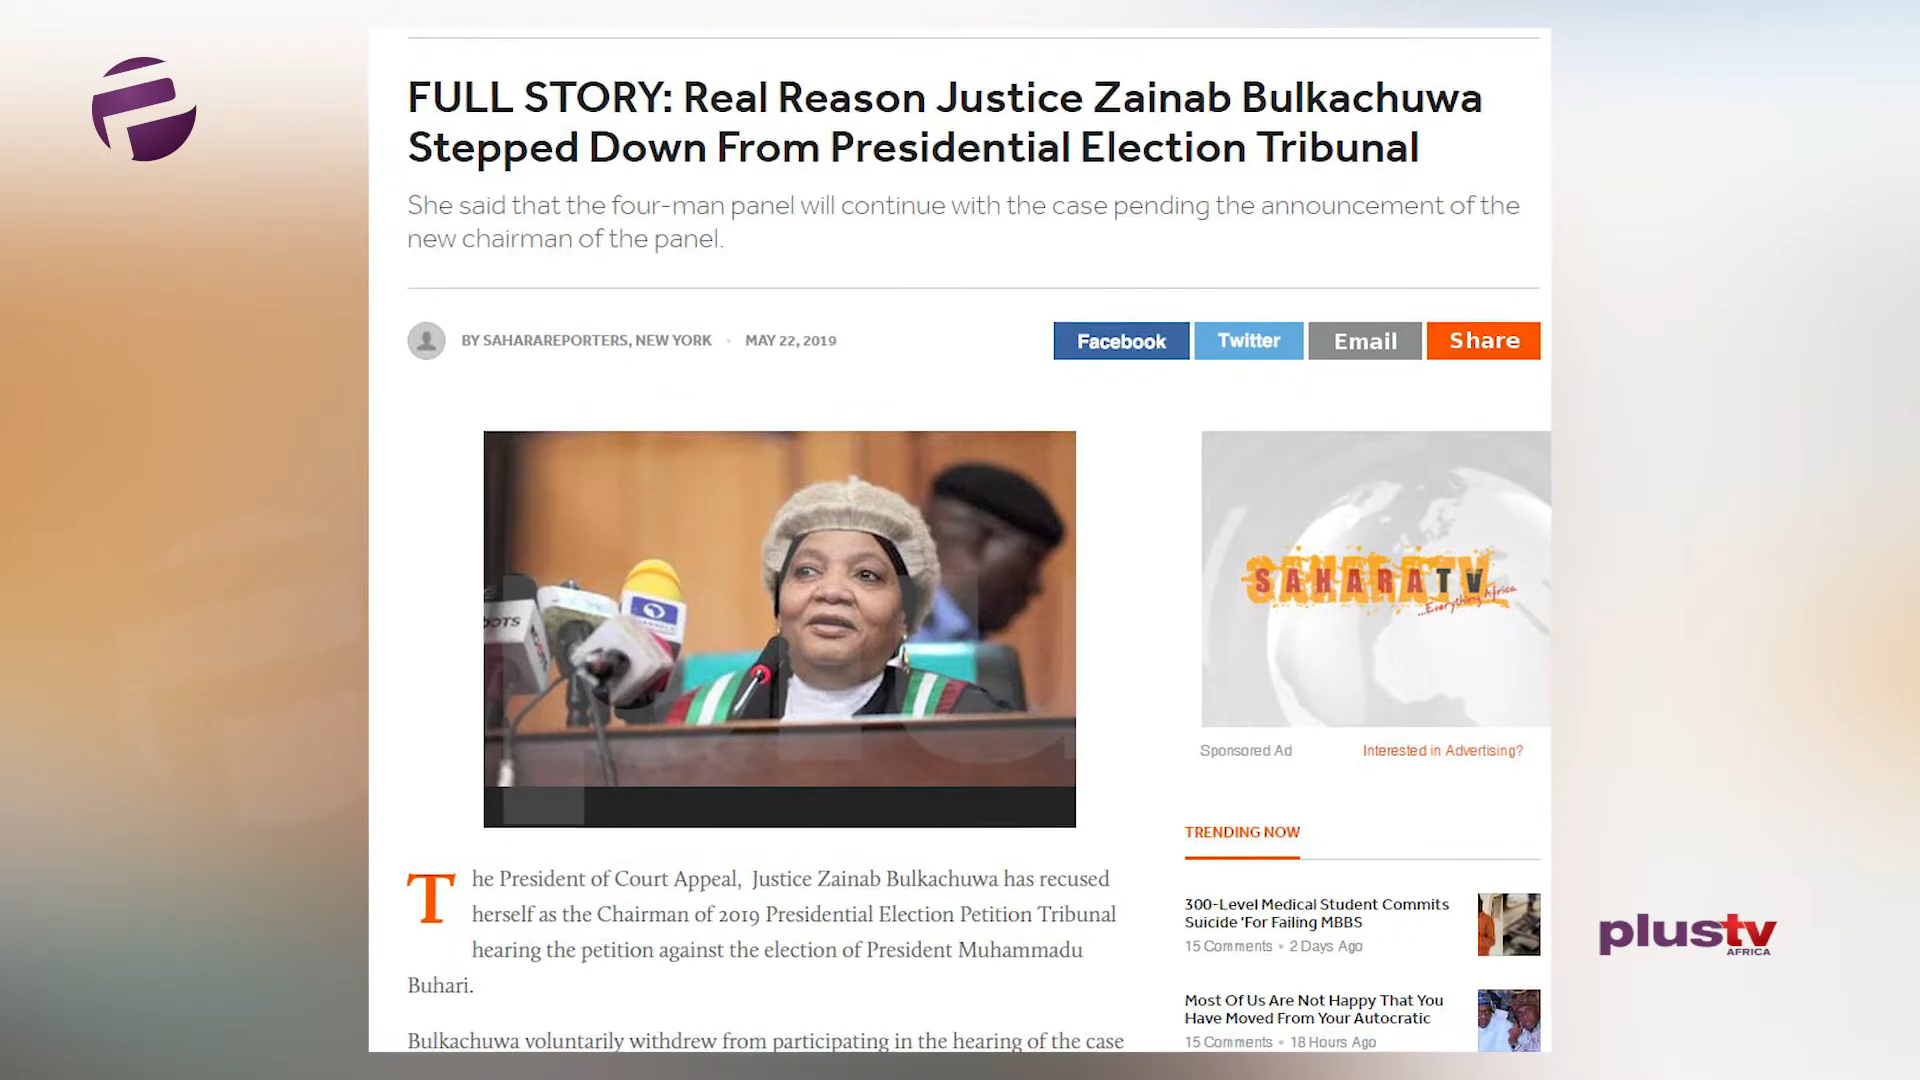 FULL STORY: Real Reason Justice Zainab Bulkachuwa
Stepped Down From Presidential Election Tribunal
She said that the four-man panel will continue with the case pending the announcement of the
new chairman of the panel.
BY SAHARAREPORTERS, NEW YORK • MAY 22, 2019
Facebook
Twitter
Email
Share
SAHARATV
...Everything Africa
Sponsored Ad
Interested in Advertising?
The President of Court Appeal, Justice Zainab Bulkachuwa has recused
herself as the Chairman of 2019 Presidential Election Petition Tribunal
hearing the petition against the election of President Muhammadu
Buhari.
Bulkachuwa voluntarily withdrew from participating in the hearing of the case
TRENDING NOW
300-Level Medical Student Commits
Suicide 'For Failing MBBS
15 Comments • 2 Days Ago
Most Of Us Are Not Happy That You
Have Moved From Your Autocratic
15 Comments • 18 Hours Ago
plustv
AFRICA